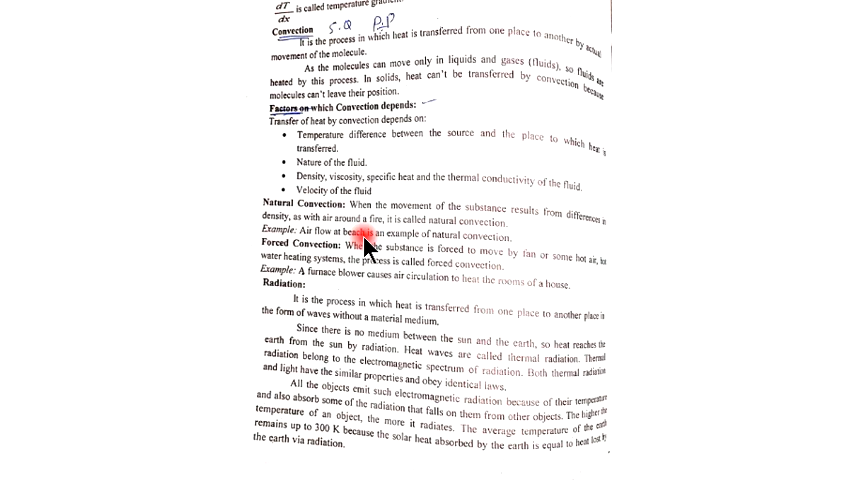 dT
dx is called temperature
Convection S.Q P.P
It is the process in which heat is transferred from one place to another by actual
movement of the molecule.
As the molecules can move only in liquids and gases (fluids), so fluids are
heated by this process. In solids, heat can't be transferred by convection because
molecules can't leave their position.
Factors on which Convection depends:
Transfer of heat by convection depends on:
• Temperature difference between the source and the place to which heat is
transferred.
• Nature of the fluid.
• Density, viscosity, specific heat and the thermal conductivity of the fluid.
• Velocity of the fluid
Natural Convection: When the movement of the substance results from differences in
density, as with air around a fire, it is called natural convection.
Example: Air flow at beach is an example of natural convection.
Forced Convection: When the substance is forced to move by fan or some hot air,
water heating systems, the process is called forced convection.
Example: A furnace blower causes air circulation to heat the rooms of a house.
Radiation:
It is the process in which heat is transferred from one place to another place in
the form of waves without a material medium.
Since there is no medium between the sun and the earth, so heat reaches the
earth from the sun by radiation. Heat waves are called thermal radiation. Thermal
radiation belong to the electromagnetic spectrum of radiation. Both thermal radiation
and light have the similar properties and obey identical laws.
All the objects emit such electromagnetic radiation because of their temperature
and also absorb some of the radiation that falls on them from other objects. The higher the
temperature of an object, the more it radiates. The average temperature of the earth
remains up to 300 K because the solar heat absorbed by the earth is equal to heat lost by
the earth via radiation.